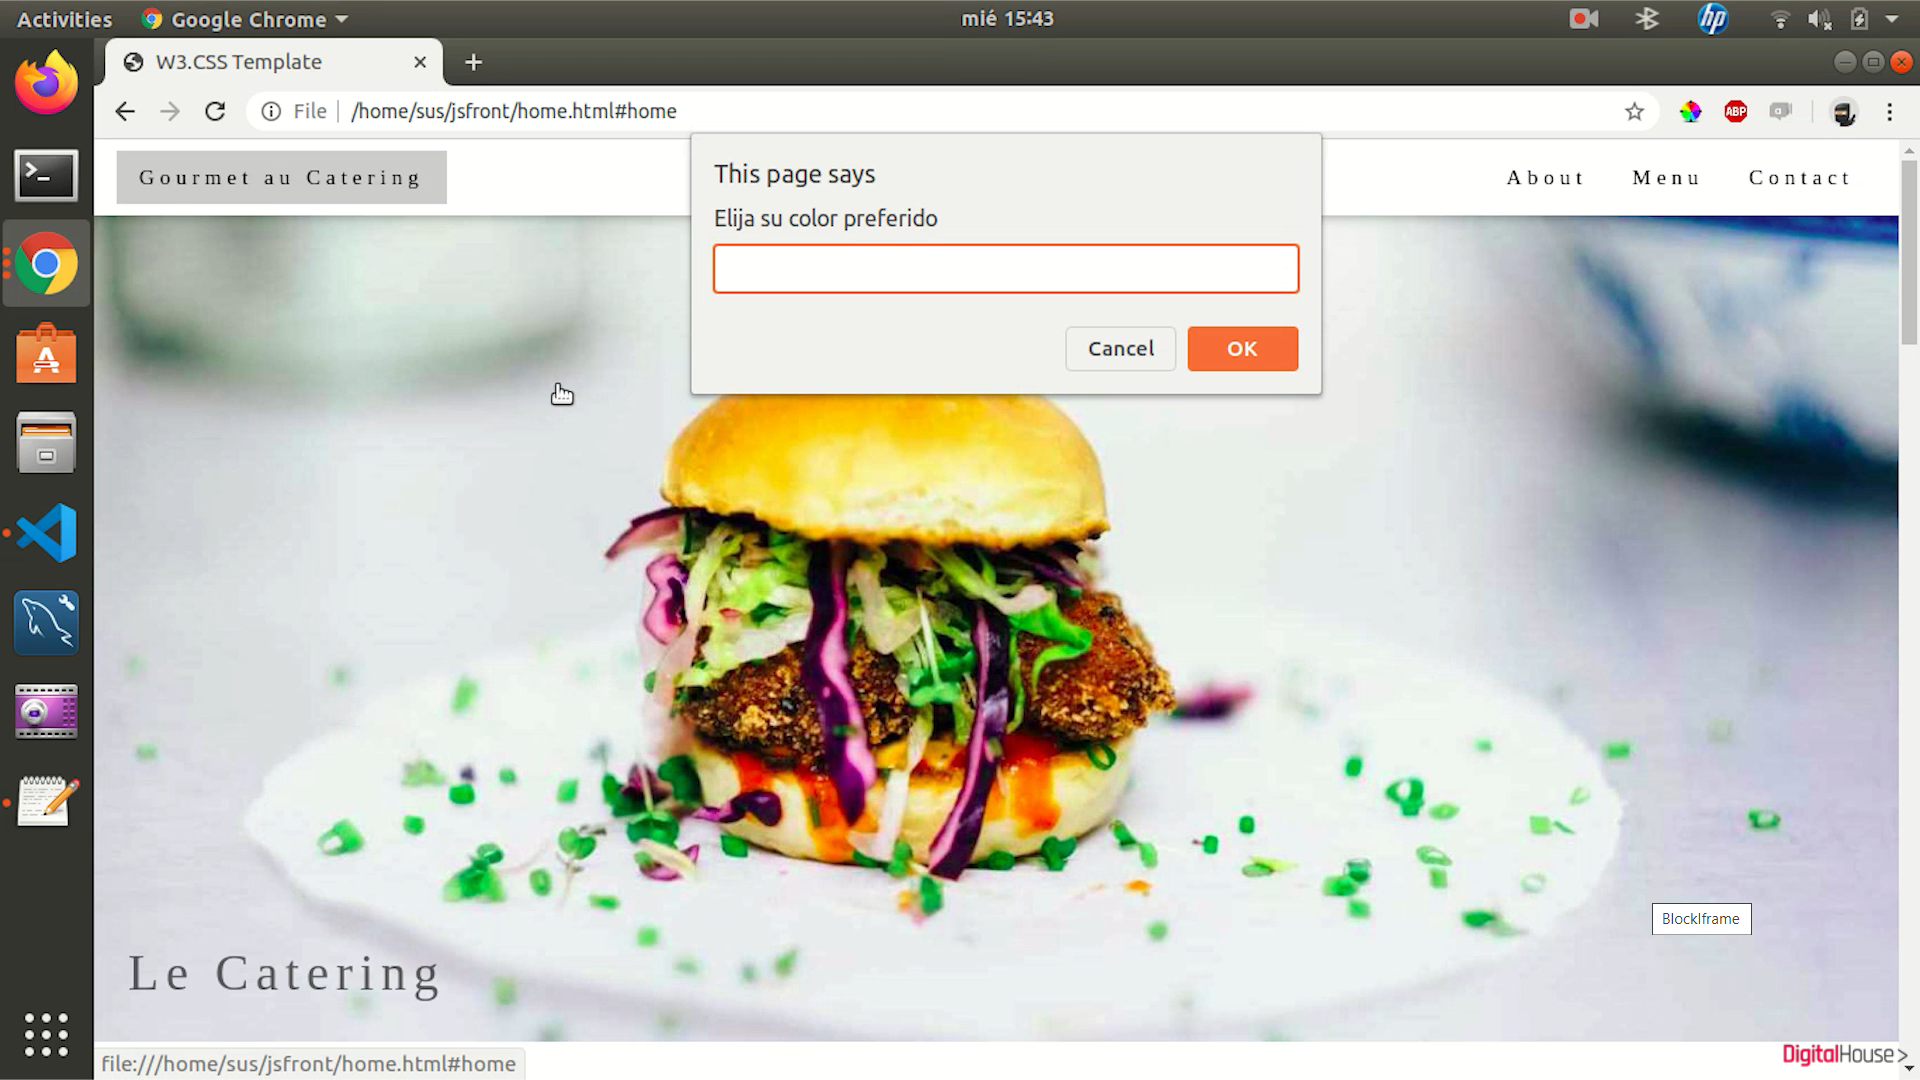 Activities
Google Chrome
mié 15:43
hp
W3.CSS Template
File
/home/sus/jsfront/home.html#home
ABP
Gourmet au Catering
About
Menu
Contact
This page says
Elija su color preferido
Cancel
OK
BlockIframe
Le Catering
file:///home/sus/jsfront/home.html#home
DigitalHouse>